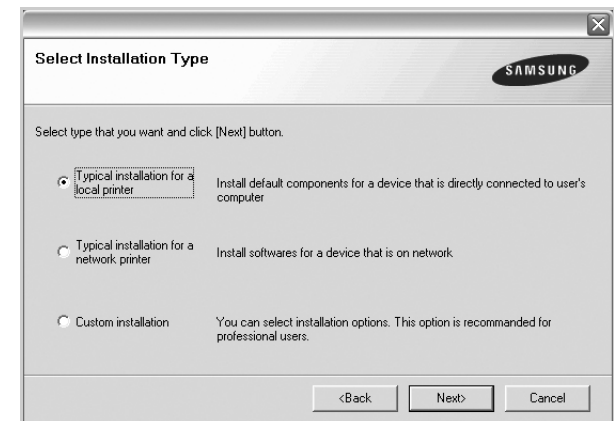 Select Installation Type
SAMSUNG
Select type that you want and click [Next] button.
Typical installation for a
local printer
Install default components for a device that is directly connected to user's
computer
Typical installation for a
network printer
Install softwares for a device that is on network
Custom installation
You can select installation options. This option is recommanded for
professional users.
<Back
Next>
Cancel